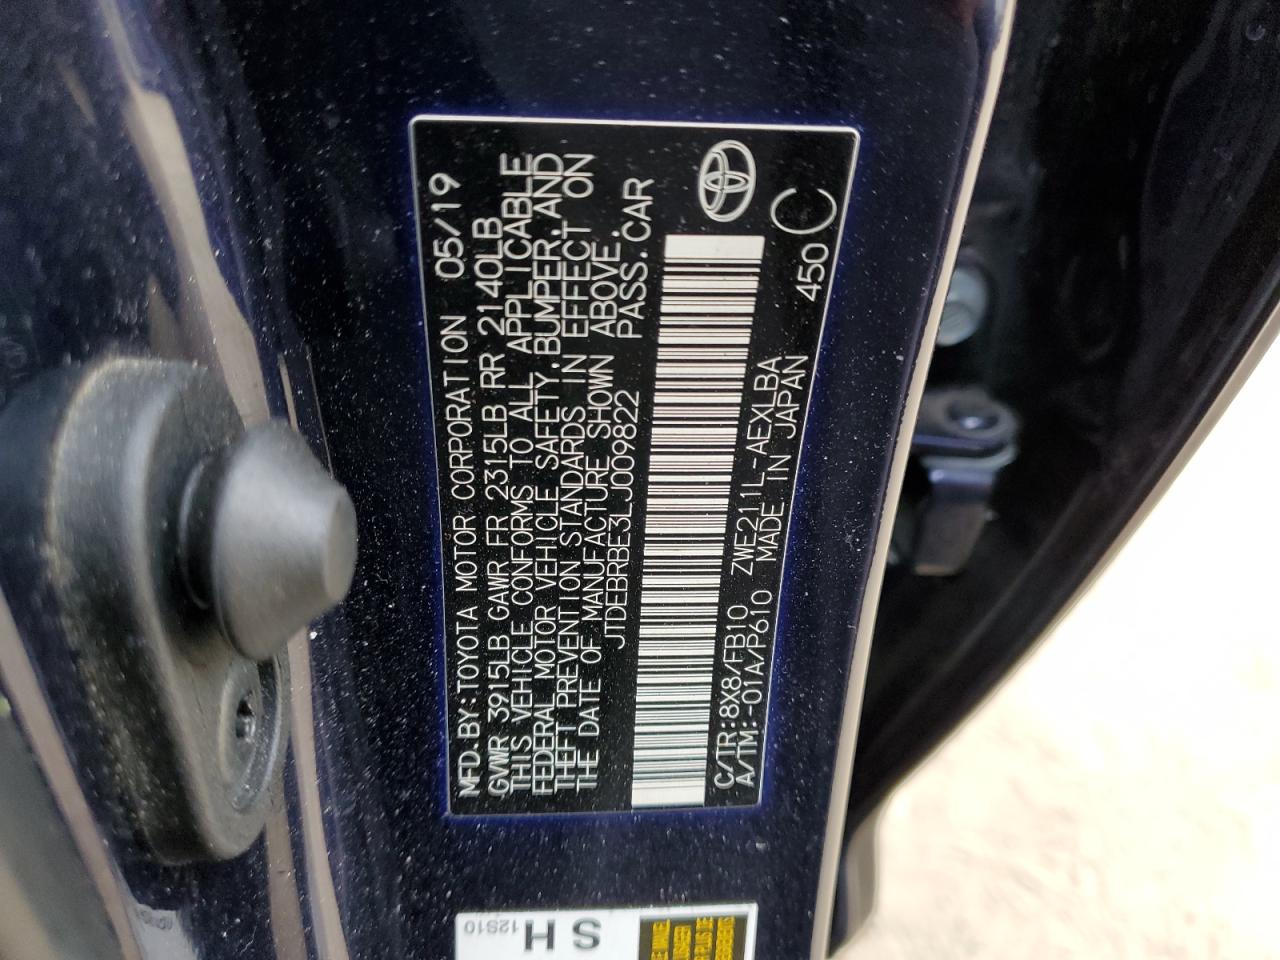 MFD.BY:TOYOTA MOTOR CORPORATION 05/19
GVWR 3915LB GAWR FR 2315LB RR 2140LB
THIS VEHICLE CONFORMS TO ALL APPLICABLE
FEDERAL MOTOR VEHICLE SAFETY,BUMPER,AND
THEFT PREVENTION STANDARDS IN EFFECT ON
THE DATE OF MANUFACTURE SHOWN ABOVE.
JTDEBRBE3LJ009822 PASS.CAR
C/TR:8X8/FB10 ZWE211L-AEXLBA
A/TM:-01A/P610 MADE IN JAPAN 450 C
S H
12S10